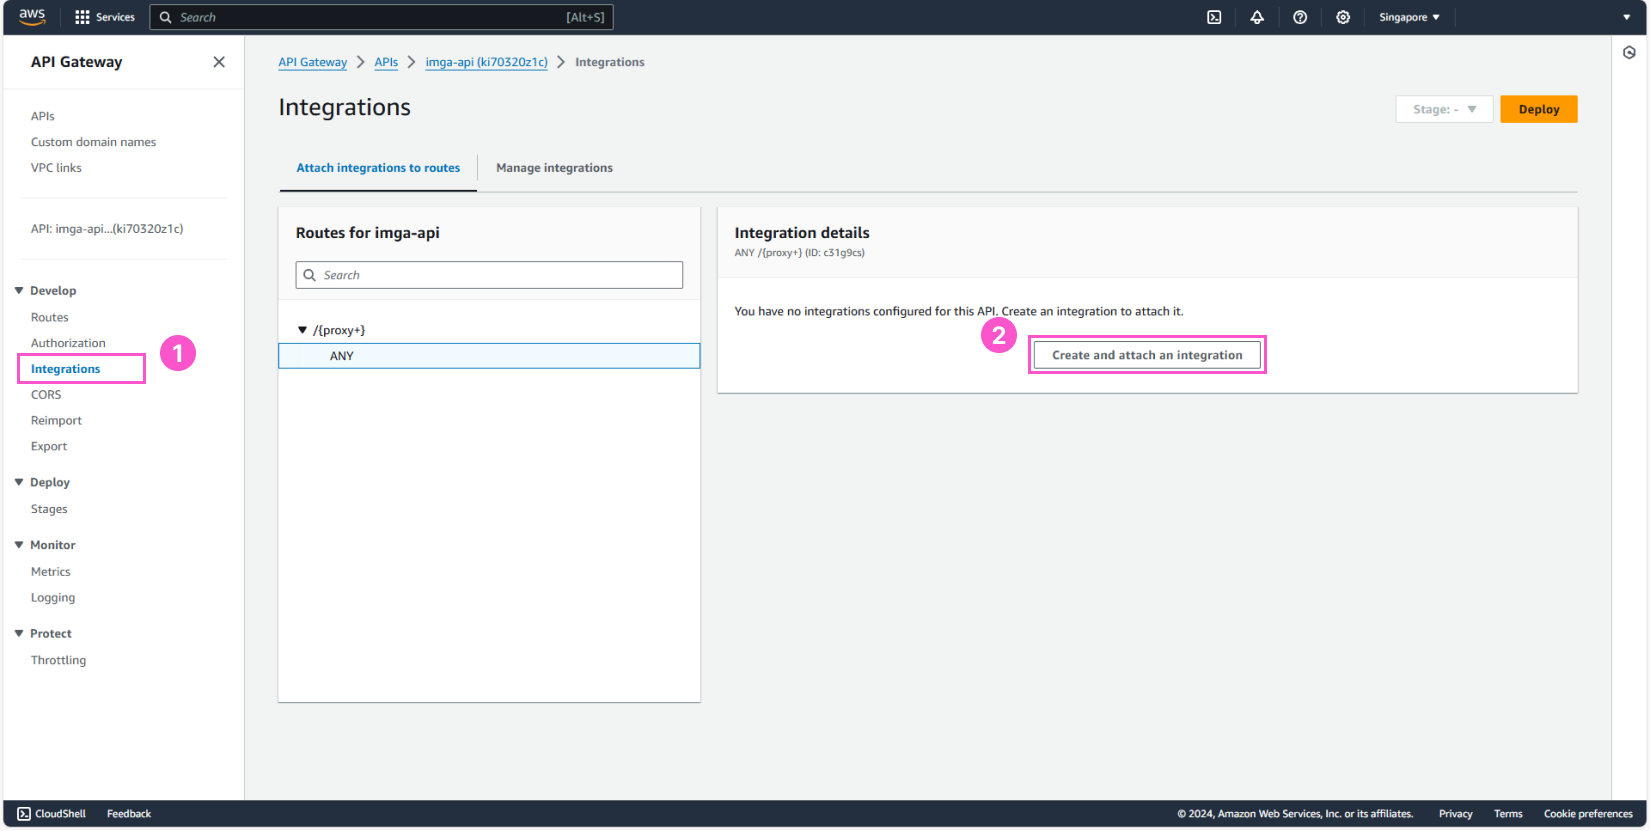 aws
Services
Search
[Alt+S]
Singapore
API Gateway
APIs
Custom domain names
VPC links
API: imga-api...(ki70320z1c)
Develop
Routes
Authorization
Integrations
1
CORS
Reimport
Export
Deploy
Stages
Monitor
Metrics
Logging
Protect
Throttling
API Gateway
APIs
imga-api (ki70320z1c)
Integrations
Integrations
Stage: -
Deploy
Attach integrations to routes
Manage integrations
Routes for imga-api
Search
/{proxy+}
ANY
Integration details
ANY /{proxy+} (ID: c31g9cs)
You have no integrations configured for this API. Create an integration to attach it.
2
Create and attach an integration
CloudShell
Feedback
© 2024, Amazon Web Services, Inc. or its affiliates.
Privacy
Terms
Cookie preferences